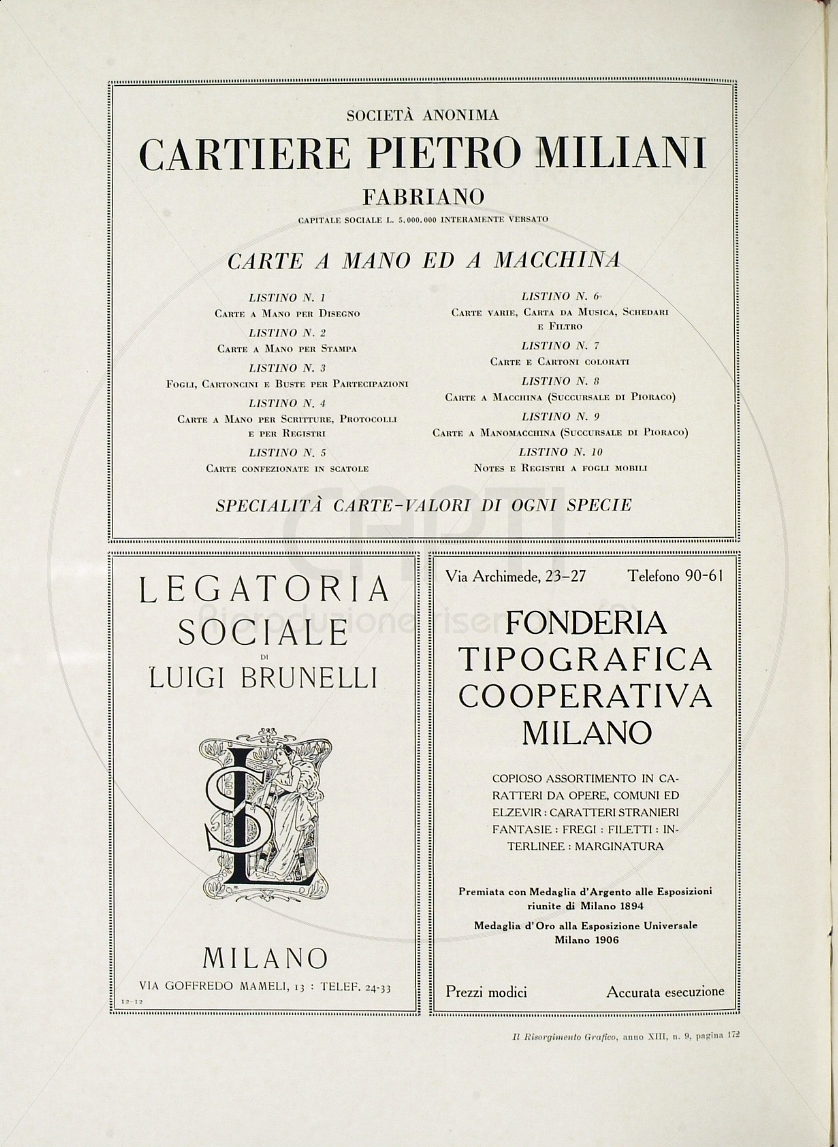 SOCIETÀ ANONIMA
CARTIERE PIETRO MILIANI
FABRIANO
CAPITALE SOCIALE L. 5.000.000 INTERAMENTE VERSATO
CARTE A MANO ED A MACCHINA
LISTINO N. 1
CARTE A MANO PER DISEGNO
LISTINO N. 2
CARTE A MANO PER STAMPA
LISTINO N. 3
FOGLI, CARTONCINI E BUSTE PER PARTECIPAZIONI
LISTINO N. 4
CARTE A MANO PER SCRITTURE, PROTOCOLLI
E PER REGISTRI
LISTINO N. 5
CARTE CONFEZIONATE IN SCATOLE
LISTINO N. 6
CARTE VARIE, CARTA DA MUSICA, SCHEDARI
E FILTRO
LISTINO N. 7
CARTE E CARTONI COLORATI
LISTINO N. 8
CARTE A MACCHINA (SUCCURSALE DI PIORACO)
LISTINO N. 9
CARTE A MANOMACCHINA (SUCCURSALE DI PIORACO)
LISTINO N. 10
NOTES E REGISTRI A FOGLI MOBILI
SPECIALITÀ CARTE-VALORI DI OGNI SPECIE
LEGATORIA
SOCIALE
DI
LUIGI BRUNELLI
LS
MILANO
VIA GOFFREDO MAMELI, 13 : TELEF. 24-33
12-12
Via Archimede, 23-27 Telefono 90-61
FONDERIA
TIPOGRAFICA
COOPERATIVA
MILANO
COPIOSO ASSORTIMENTO IN CA-
RATTERI DA OPERE, COMUNI ED
ELZEVIR : CARATTERI STRANIERI
FANTASIE : FREGI : FILETTI : IN-
TERLINEE : MARGINATURA
Premiata con Medaglia d'Argento alle Esposizioni
riunite di Milano 1894
Medaglia d'Oro alla Esposizione Universale
Milano 1906
Prezzi modici Accurata esecuzione
Il Risorgimento Grafico, anno XIII, n. 9, pagina 172